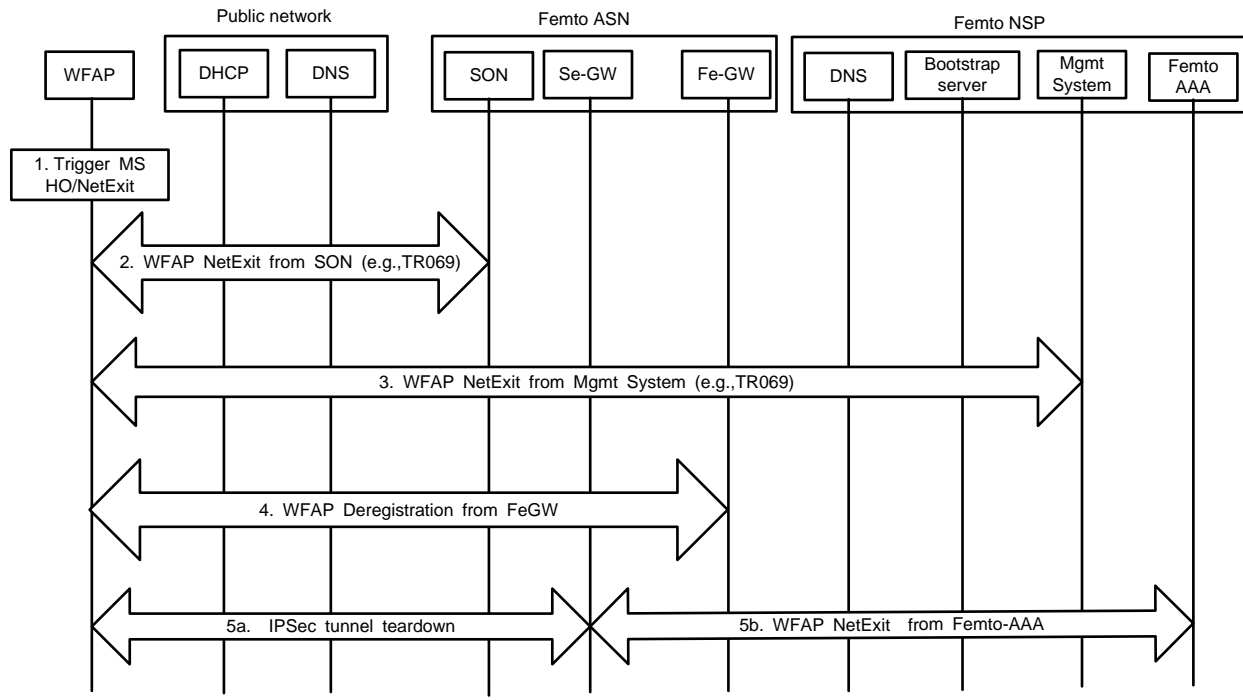 Public network
Femto ASN
Femto NSP
WFAP
DHCP
DNS
SON
Se-GW
Fe-GW
DNS
Bootstrap
server
Mgmt
System
Femto
AAA
1. Trigger MS
HO/NetExit
2. WFAP NetExit from SON (e.g.,TR069)
3. WFAP NetExit from Mgmt System (e.g.,TR069)
4. WFAP Deregistration from FeGW
5a. IPSec tunnel teardown
5b. WFAP NetExit from Femto-AAA